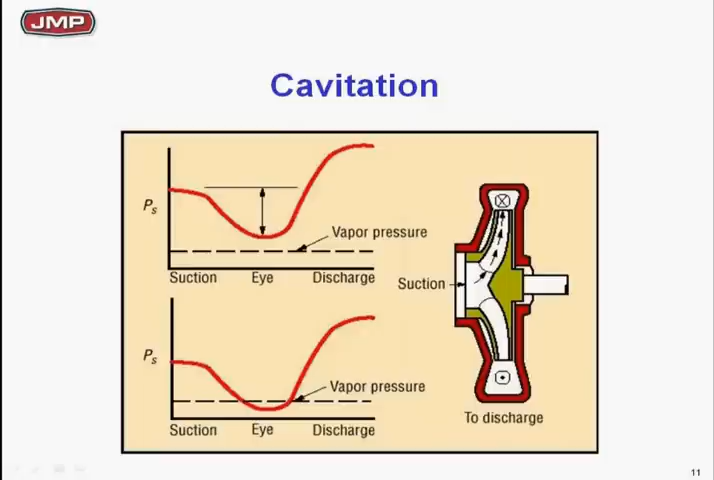 JMP
Cavitation
Ps
Vapor pressure
Suction Eye Discharge
Ps
Vapor pressure
Suction Eye Discharge
Suction
To discharge
11